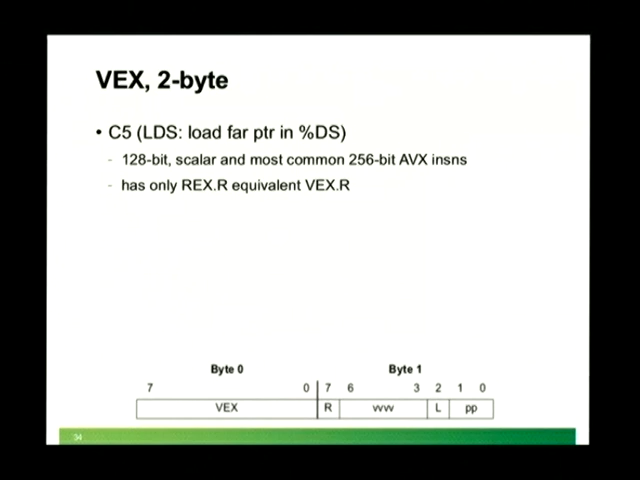 VEX, 2-byte
• C5 (LDS: load far ptr in %DS)
- 128-bit, scalar and most common 256-bit AVX insns
- has only REX.R equivalent VEX.R
Byte 0 Byte 1
7 0 7 6 3 2 1 0
VEX R vvvv L pp
34